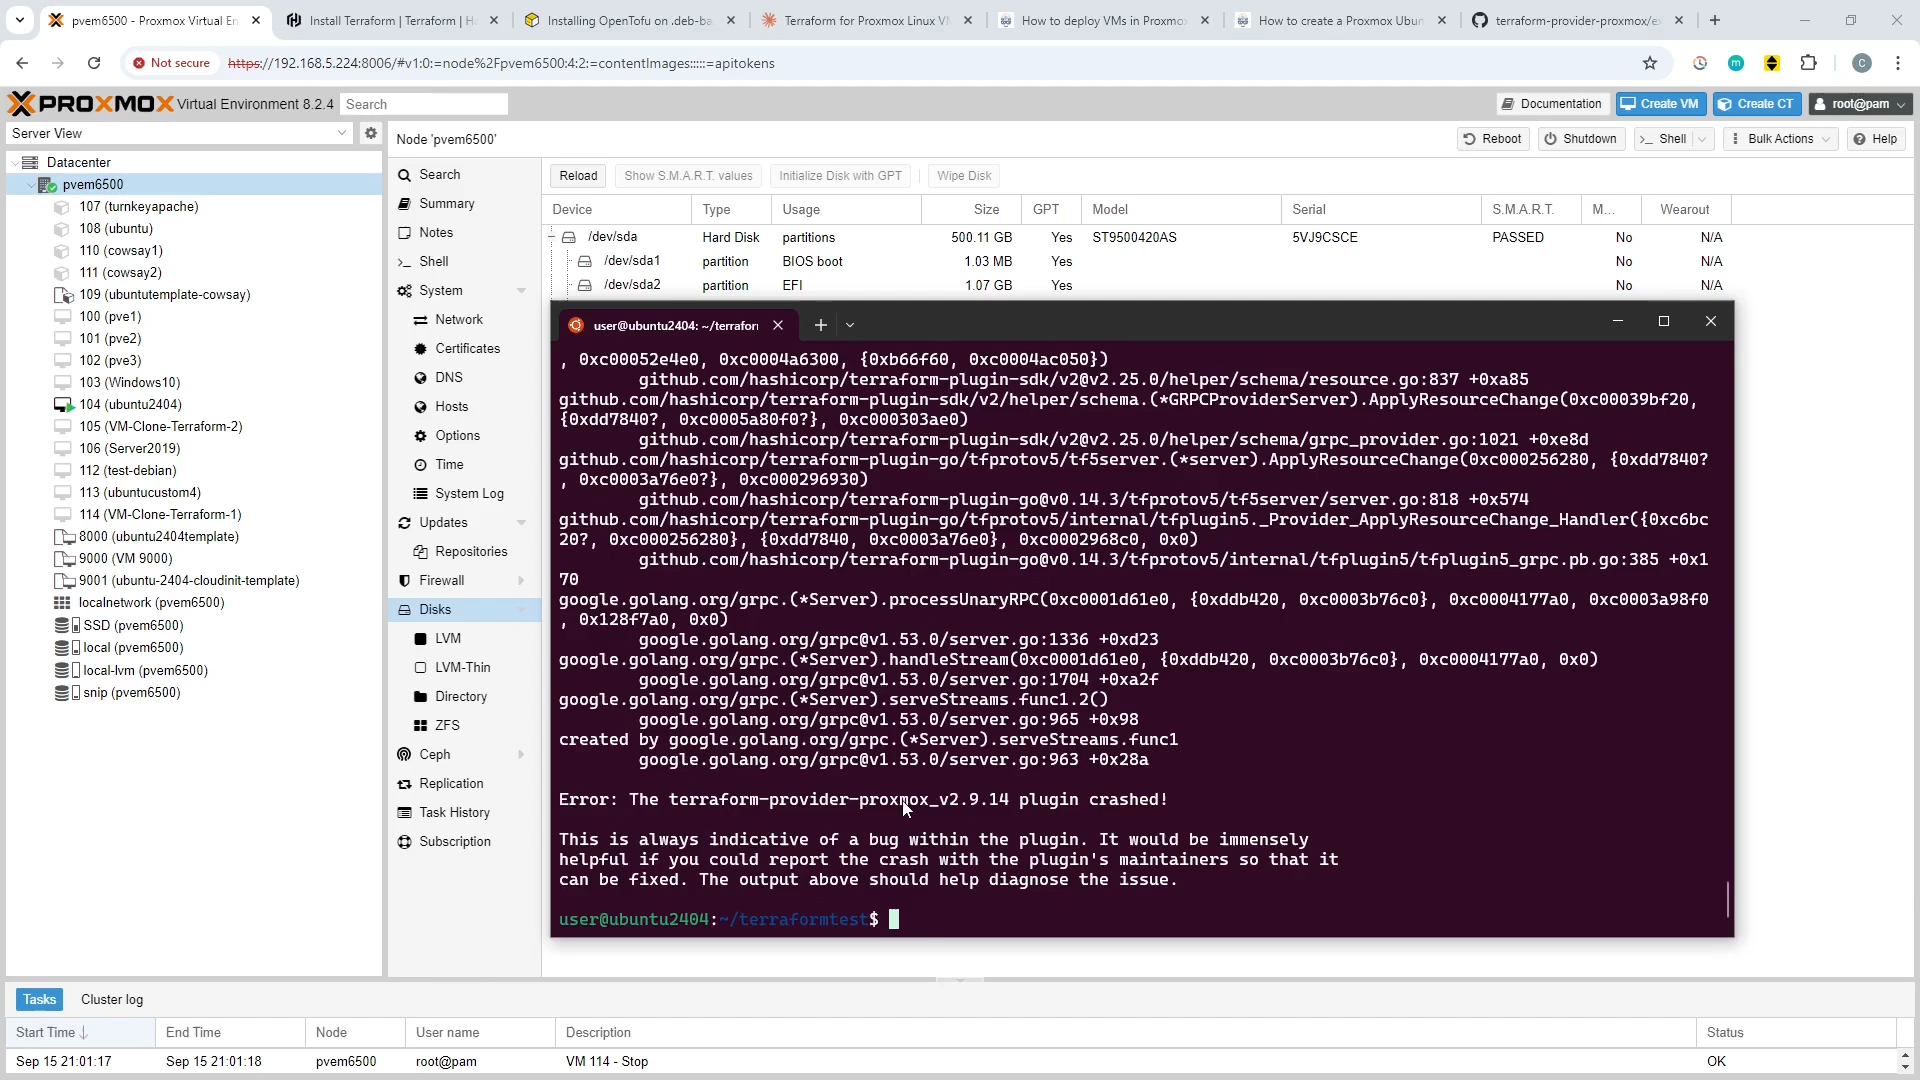 pvem6500 - Proxmox Virtual En
Install Terraform | Terraform | H
Installing OpenTofu on .deb-ba
Terraform for Proxmox Linux V
How to deploy VMs in Proxmo
How to create a Proxmox Ubun
terraform-provider-proxmox/e
Not secure
https://192.168.5.224:8006/#v1:0:=node%2Fpvem6500:4:2:=contentImages:::::=apitokens
m
C
PROXMOX Virtual Environment 8.2.4
Search
Documentation
Create VM
Create CT
root@pam
Server View
Node 'pvem6500'
Reboot
Shutdown
Shell
Bulk Actions
Help
Datacenter
pvem6500
107 (turnkeyapache)
108 (ubuntu)
110 (cowsay1)
111 (cowsay2)
109 (ubuntutemplate-cowsay)
100 (pve1)
101 (pve2)
102 (pve3)
103 (Windows10)
104 (ubuntu2404)
105 (VM-Clone-Terraform-2)
106 (Server2019)
112 (test-debian)
113 (ubuntucustom4)
114 (VM-Clone-Terraform-1)
8000 (ubuntu2404template)
9000 (VM 9000)
9001 (ubuntu-2404-cloudinit-template)
localnetwork (pvem6500)
SSD (pvem6500)
local (pvem6500)
local-lvm (pvem6500)
snip (pvem6500)
Search
Summary
Notes
Shell
System
Network
Certificates
DNS
Hosts
Options
Time
System Log
Updates
Repositories
Firewall
Disks
LVM
LVM-Thin
Directory
ZFS
Ceph
Replication
Task History
Subscription
Reload
Show S.M.A.R.T. values
Initialize Disk with GPT
Wipe Disk
Device Type Usage Size GPT Model Serial S.M.A.R.T. M... Wearout
/dev/sda Hard Disk partitions 500.11 GB Yes ST9500420AS 5VJ9CSCE PASSED No N/A
/dev/sda1 partition BIOS boot 1.03 MB Yes No N/A
/dev/sda2 partition EFI 1.07 GB Yes No N/A
user@ubuntu2404: ~/terrafor
, 0xc00052e4e0, 0xc0004a6300, {0xb66f60, 0xc0004ac050})
github.com/hashicorp/terraform-plugin-sdk/v2@v2.25.0/helper/schema/resource.go:837 +0xa85
github.com/hashicorp/terraform-plugin-sdk/v2/helper/schema.(*GRPCProviderServer).ApplyResourceChange(0xc00039bf20,
{0xdd7840?, 0xc0005a80f0?}, 0xc000303ae0)
github.com/hashicorp/terraform-plugin-sdk/v2@v2.25.0/helper/schema/grpc_provider.go:1021 +0xe8d
github.com/hashicorp/terraform-plugin-go/tfprotov5/tf5server.(*server).ApplyResourceChange(0xc000256280, {0xdd7840?
, 0xc0003a76e0?}, 0xc000296930)
github.com/hashicorp/terraform-plugin-go@v0.14.3/tfprotov5/tf5server/server.go:818 +0x574
github.com/hashicorp/terraform-plugin-go/tfprotov5/internal/tfplugin5._Provider_ApplyResourceChange_Handler({0xc6bc
20?, 0xc000256280}, {0xdd7840, 0xc0003a76e0}, 0xc0002968c0, 0x0)
github.com/hashicorp/terraform-plugin-go@v0.14.3/tfprotov5/internal/tfplugin5/tfplugin5_grpc.pb.go:385 +0x1
70
google.golang.org/grpc.(*Server).processUnaryRPC(0xc0001d61e0, {0xddb420, 0xc0003b76c0}, 0xc0004177a0, 0xc0003a98f0
, 0x128f7a0, 0x0)
google.golang.org/grpc@v1.53.0/server.go:1336 +0xd23
google.golang.org/grpc.(*Server).handleStream(0xc0001d61e0, {0xddb420, 0xc0003b76c0}, 0xc0004177a0, 0x0)
google.golang.org/grpc@v1.53.0/server.go:1704 +0xa2f
google.golang.org/grpc.(*Server).serveStreams.func1.2()
google.golang.org/grpc@v1.53.0/server.go:965 +0x98
created by google.golang.org/grpc.(*Server).serveStreams.func1
google.golang.org/grpc@v1.53.0/server.go:963 +0x28a
Error: The terraform-provider-proxmox_v2.9.14 plugin crashed!
This is always indicative of a bug within the plugin. It would be immensely
helpful if you could report the crash with the plugin's maintainers so that it
can be fixed. The output above should help diagnose the issue.
user@ubuntu2404:~/terraformtest$
Tasks
Cluster log
Start Time End Time Node User name Description Status
Sep 15 21:01:17 Sep 15 21:01:18 pvem6500 root@pam VM 114 - Stop OK